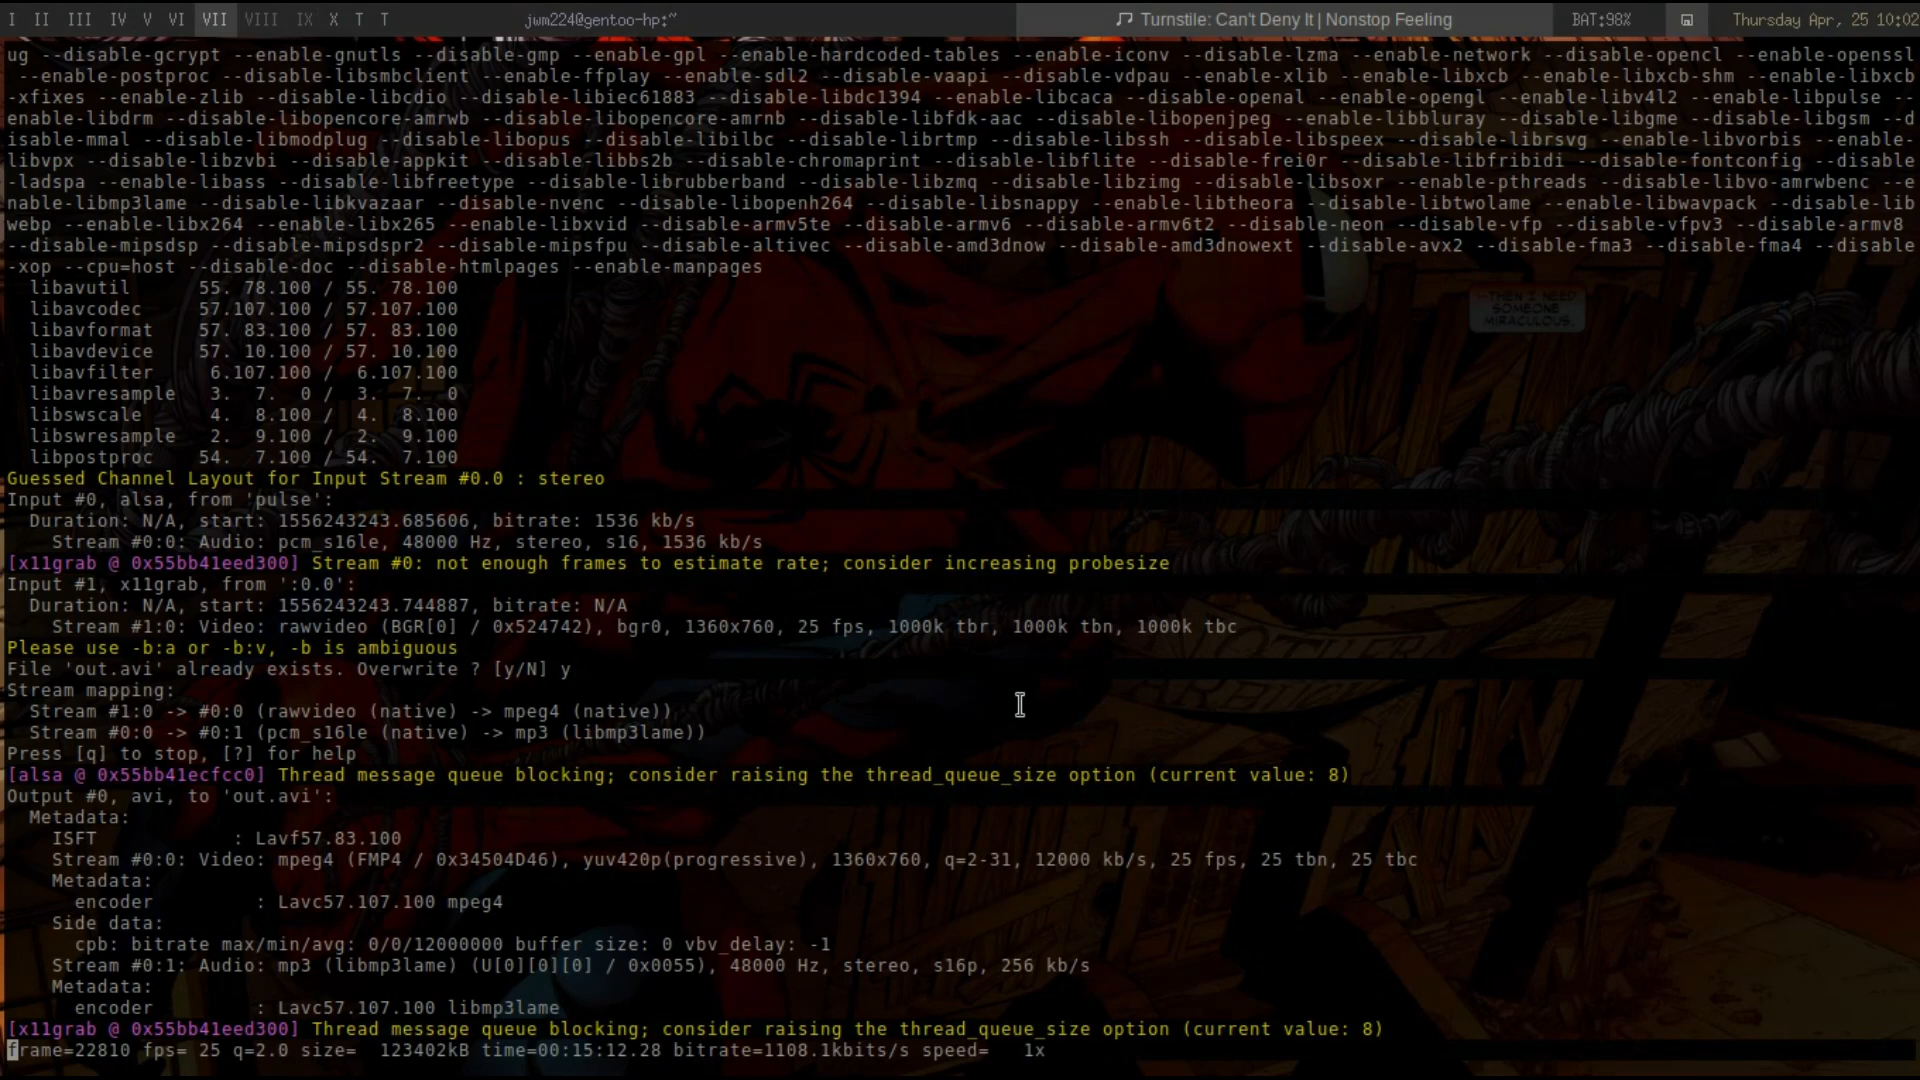 I II III IV V VI VII VIII IX X T T jwm224@gentoo-hp:~ Turnstile: Can't Deny It | Nonstop Feeling BAT:98% Thursday Apr, 25 10:02
ug --disable-gcrypt --enable-gnutls --disable-gmp --enable-gpl --enable-hardcoded-tables --enable-iconv --disable-lzma --enable-network --disable-opencl --enable-openssl
--enable-postproc --disable-libsmbclient --enable-ffplay --enable-sdl2 --disable-vaapi --disable-vdpau --enable-xlib --enable-libxcb --enable-libxcb-shm --enable-libxcb
-xfixes --enable-zlib --disable-libcdio --disable-libiec61883 --disable-libdc1394 --enable-libcaca --disable-openal --enable-opengl --enable-libv4l2 --enable-libpulse --
enable-libdrm --disable-libopencore-amrwb --disable-libopencore-amrnb --disable-libfdk-aac --disable-libopenjpeg --enable-libbluray --disable-libgme --disable-libgsm --d
isable-mmal --disable-libmodplug --disable-libopus --disable-libilbc --disable-librtmp --disable-libssh --disable-libspeex --disable-librsvg --enable-libvorbis --enable-
libvpx --disable-libzvbi --disable-appkit --disable-libbs2b --disable-chromaprint --disable-libflite --disable-frei0r --disable-libfribidi --disable-fontconfig --disable
-ladspa --enable-libass --disable-libfreetype --disable-librubberband --disable-libzmq --disable-libzimg --disable-libsoxr --enable-pthreads --disable-libvo-amrwbenc --e
nable-libmp3lame --disable-libkvazaar --disable-nvenc --disable-libopenh264 --disable-libsnappy --enable-libtheora --disable-libtwolame --enable-libwavpack --disable-lib
webp --enable-libx264 --enable-libx265 --enable-libxvid --disable-armv5te --disable-armv6 --disable-armv6t2 --disable-neon --disable-vfp --disable-vfpv3 --disable-armv8
--disable-mipsdsp --disable-mipsdspr2 --disable-mipsfpu --disable-altivec --disable-amd3dnow --disable-amd3dnowext --disable-avx2 --disable-fma3 --disable-fma4 --disable
-xop --cpu=host --disable-doc --disable-htmlpages --enable-manpages
libavutil 55. 78.100 / 55. 78.100
libavcodec 57.107.100 / 57.107.100
libavformat 57. 83.100 / 57. 83.100
libavdevice 57. 10.100 / 57. 10.100
libavfilter 6.107.100 / 6.107.100
libavresample 3. 7. 0 / 3. 7. 0
libswscale 4. 8.100 / 4. 8.100
libswresample 2. 9.100 / 2. 9.100
libpostproc 54. 7.100 / 54. 7.100
THEN I NEED
SOMEONE
MIRACULOUS.
Guessed Channel Layout for Input Stream #0.0 : stereo
Input #0, alsa, from 'pulse':
Duration: N/A, start: 1556243243.685606, bitrate: 1536 kb/s
Stream #0:0: Audio: pcm_s16le, 48000 Hz, stereo, s16, 1536 kb/s
[x11grab @ 0x55bb41eed300] Stream #0: not enough frames to estimate rate; consider increasing probesize
Input #1, x11grab, from ':0.0':
Duration: N/A, start: 1556243243.744887, bitrate: N/A
Stream #1:0: Video: rawvideo (BGR[0] / 0x524742), bgr0, 1360x760, 25 fps, 1000k tbr, 1000k tbn, 1000k tbc
Please use -b:a or -b:v, -b is ambiguous
File 'out.avi' already exists. Overwrite ? [y/N] y
Stream mapping:
Stream #1:0 -> #0:0 (rawvideo (native) -> mpeg4 (native))
Stream #0:0 -> #0:1 (pcm_s16le (native) -> mp3 (libmp3lame))
Press [q] to stop, [?] for help
[alsa @ 0x55bb41ecfcc0] Thread message queue blocking; consider raising the thread_queue_size option (current value: 8)
Output #0, avi, to 'out.avi':
Metadata:
ISFT : Lavf57.83.100
Stream #0:0: Video: mpeg4 (FMP4 / 0x34504D46), yuv420p(progressive), 1360x760, q=2-31, 12000 kb/s, 25 fps, 25 tbn, 25 tbc
Metadata:
encoder : Lavc57.107.100 mpeg4
Side data:
cpb: bitrate max/min/avg: 0/0/12000000 buffer size: 0 vbv_delay: -1
Stream #0:1: Audio: mp3 (libmp3lame) (U[0][0][0] / 0x0055), 48000 Hz, stereo, s16p, 256 kb/s
Metadata:
encoder : Lavc57.107.100 libmp3lame
[x11grab @ 0x55bb41eed300] Thread message queue blocking; consider raising the thread_queue_size option (current value: 8)
frame=22810 fps= 25 q=2.0 size= 123402kB time=00:15:12.28 bitrate=1108.1kbits/s speed= 1x